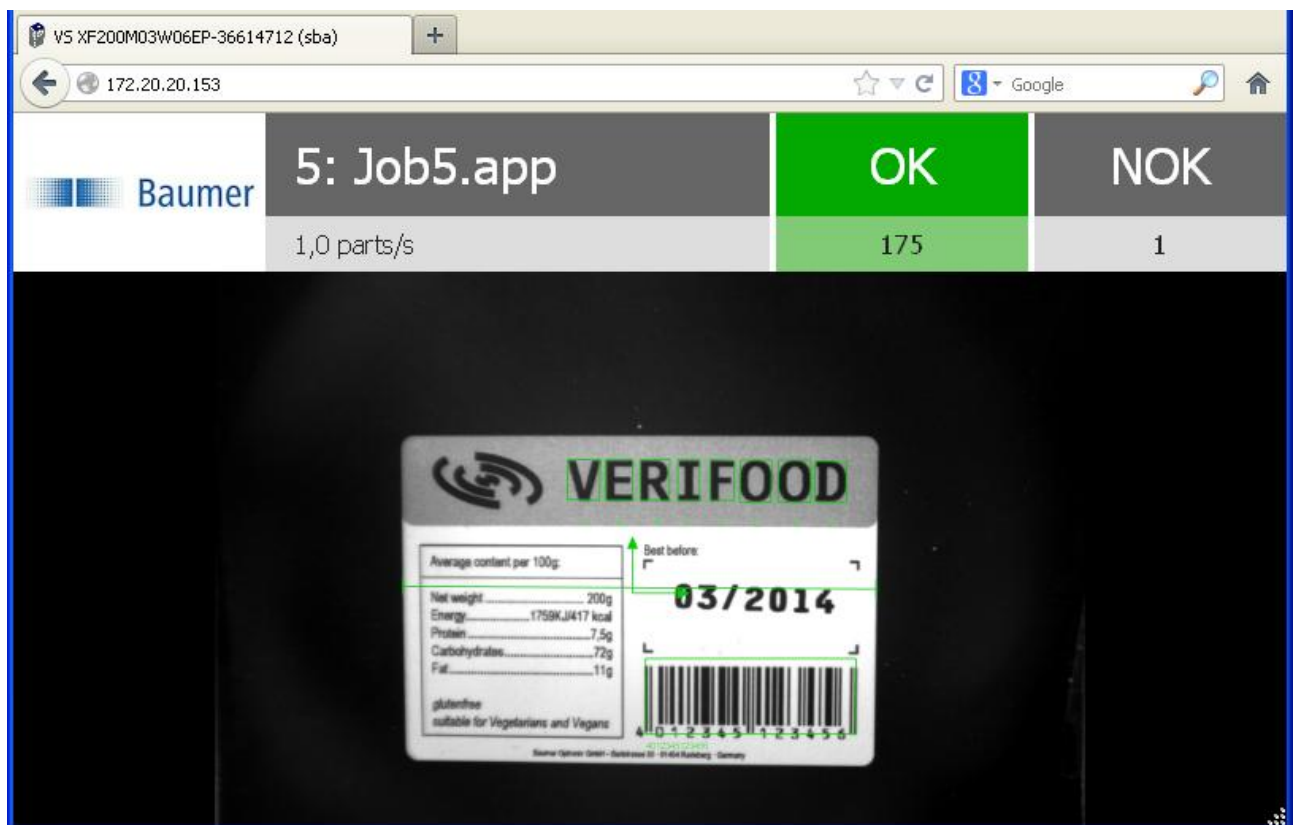 VS XF200M03W06EP-36614712 (sba)
172.20.20.153
Google
Baumer
5: Job5.app
OK
NOK
1,0 parts/s
175
1
VERIFOOD
Average content per 100g:
Net weight 200g
Energy 1759KJ/417 kcal
Protein 7,5g
Carbohydrates 72g
Fat 11g
glutenfree
suitable for Vegetarians and Vegans
Best before:
03/2014
4 012345 123456